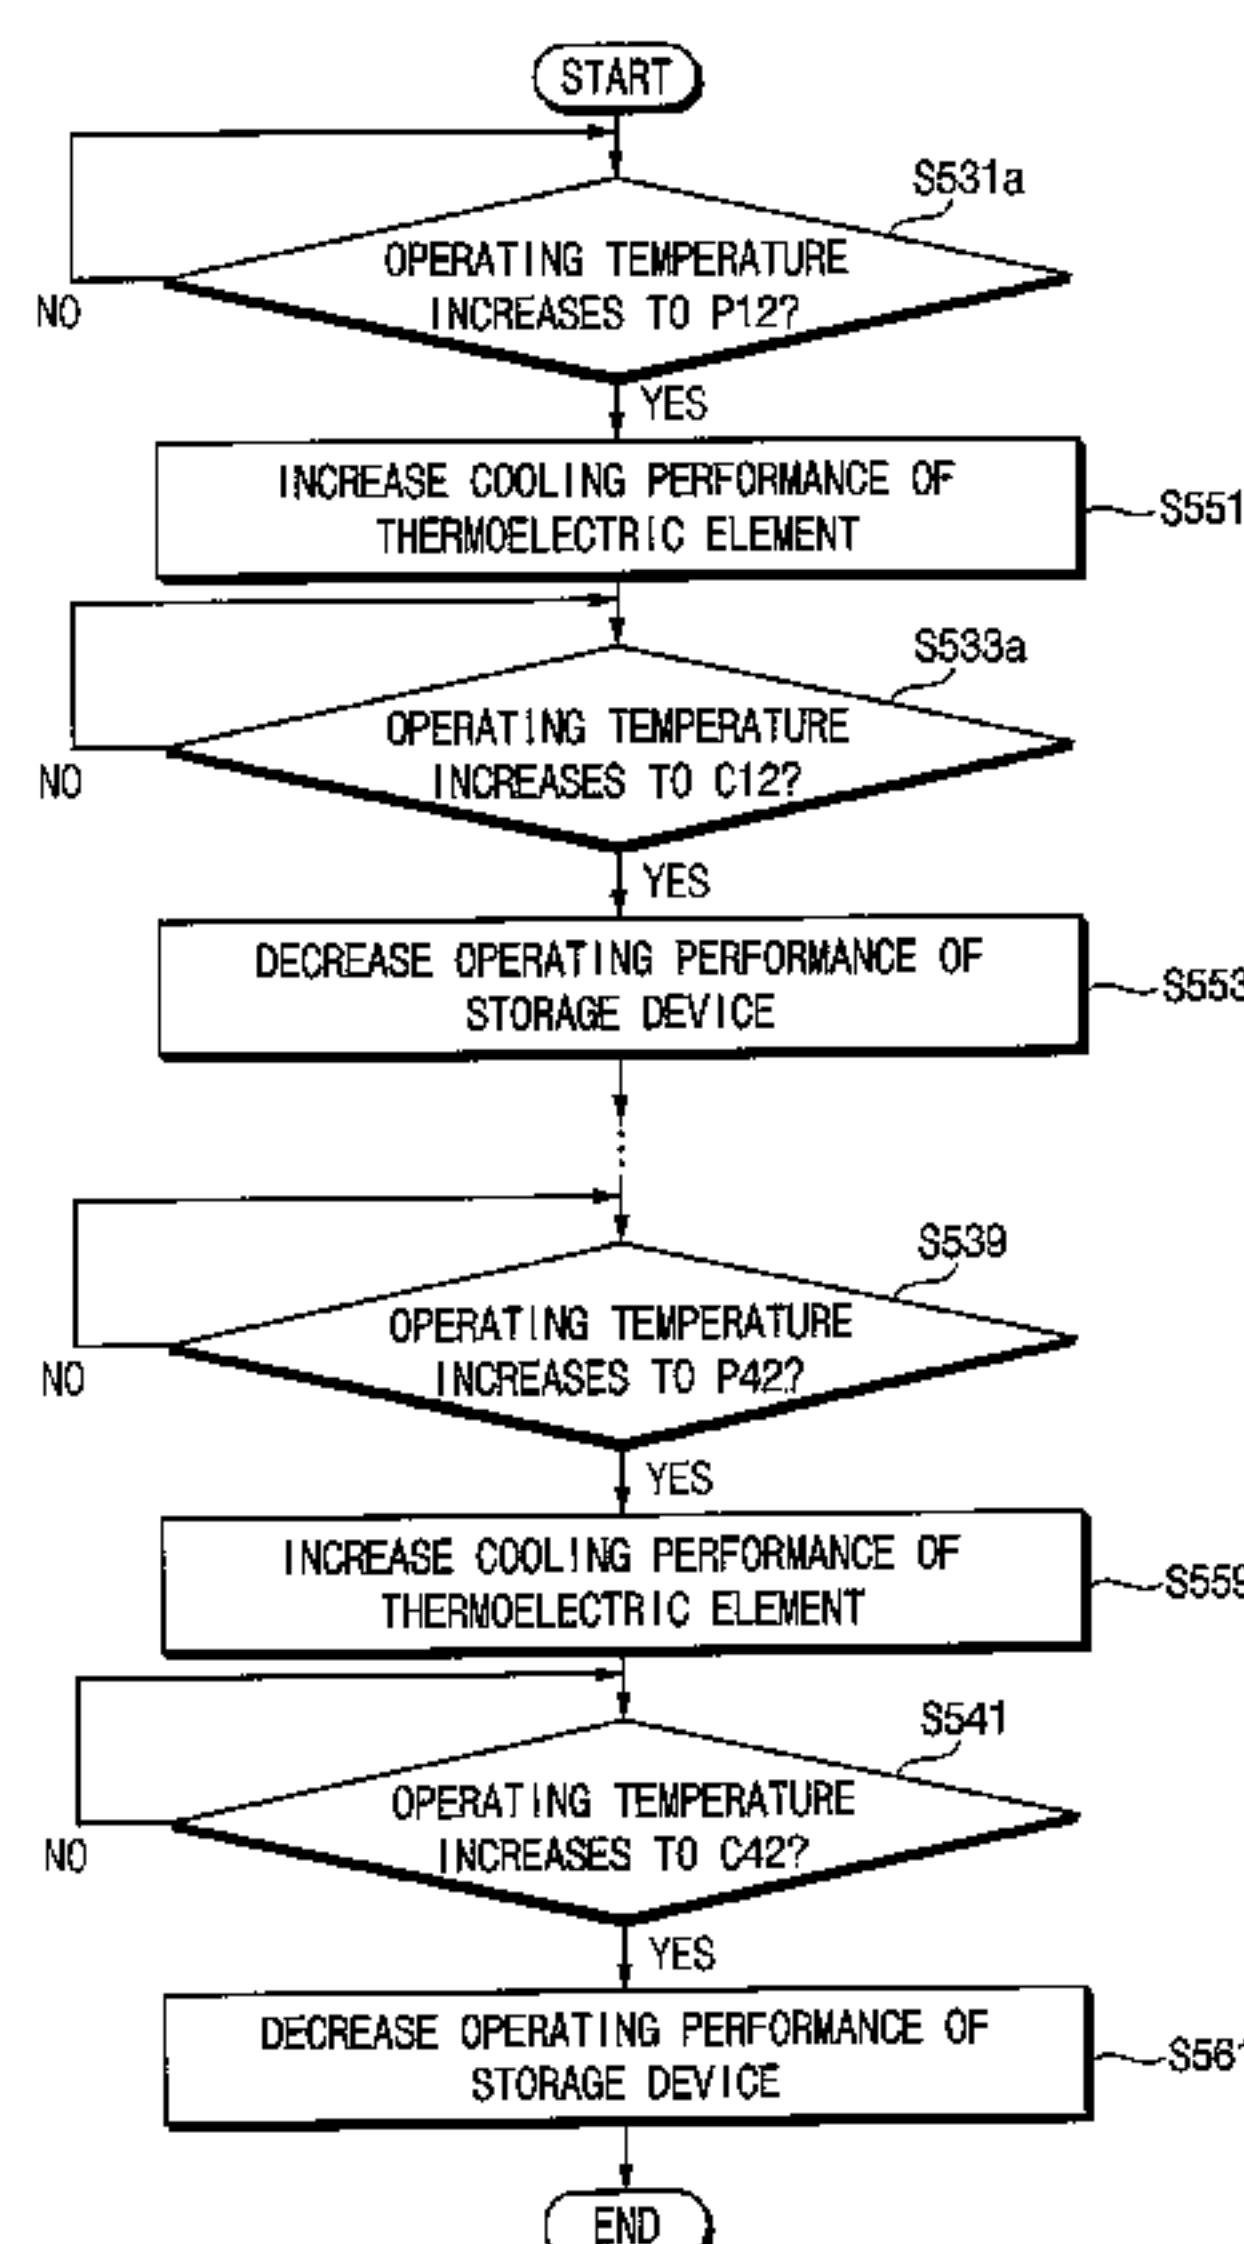 START
S531a
OPERATING TEMPERATURE
INCREASES TO P12?
NO
YES
INCREASE COOLING PERFORMANCE OF
THERMOELECTRIC ELEMENT
S551
S533a
OPERATING TEMPERATURE
INCREASES TO C12?
NO
YES
DECREASE OPERATING PERFORMANCE OF
STORAGE DEVICE
S553
S539
OPERATING TEMPERATURE
INCREASES TO P42?
NO
YES
INCREASE COOLING PERFORMANCE OF
THERMOELECTRIC ELEMENT
S559
S541
OPERATING TEMPERATURE
INCREASES TO C42?
NO
YES
DECREASE OPERATING PERFORMANCE OF
STORAGE DEVICE
S561
END